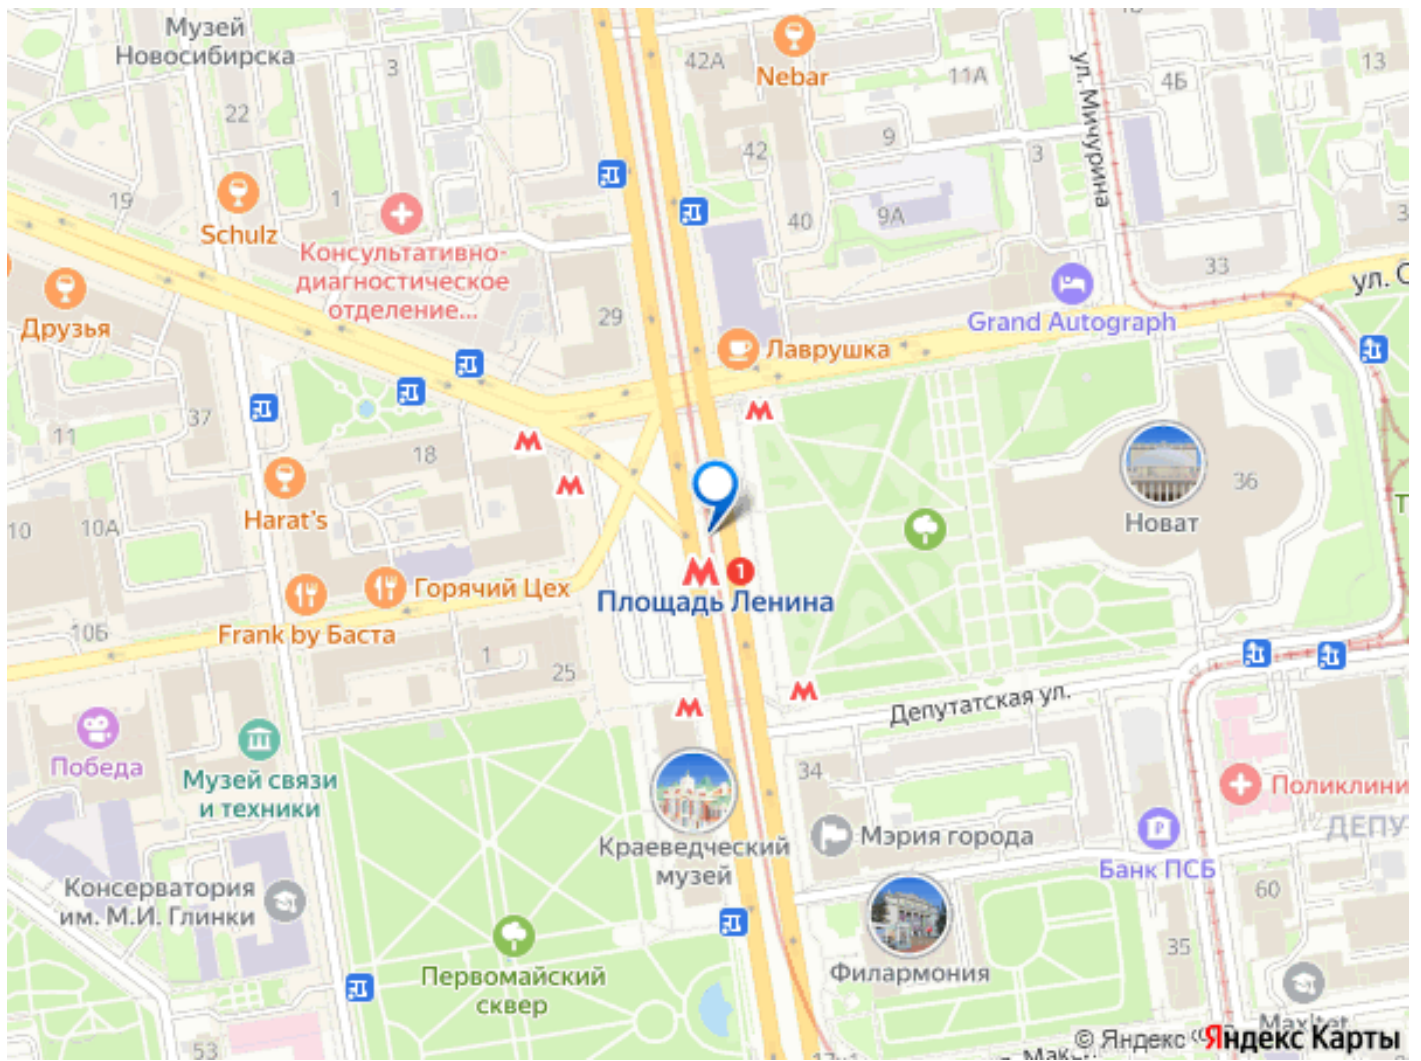 Музей
Новосибирска
3
42А
Nebar
11А
4Б
13
ул. Мичурина
22
42
9
3
1
19
Schulz
40
9А
Консультативно-
диагностическое
отделение...
33
ул. С
Друзья
29
Grand Autograph
Лаврушка
37
11
18
36
Новат
10
10А
Harat's
Горячий Цех
1
Площадь Ленина
10Б
Frank by Баста
1
25
Депутатская ул.
Победа
Музей связи
и техники
34
Поликлини
Краеведческий
музей
Мэрия города
ДЕПУ
Банк ПСБ
Консерватория
им. М.И. Глинки
60
35
Филармония
Первомайский
сквер
53
Maxitet
© Яндекс
Яндекс Карты